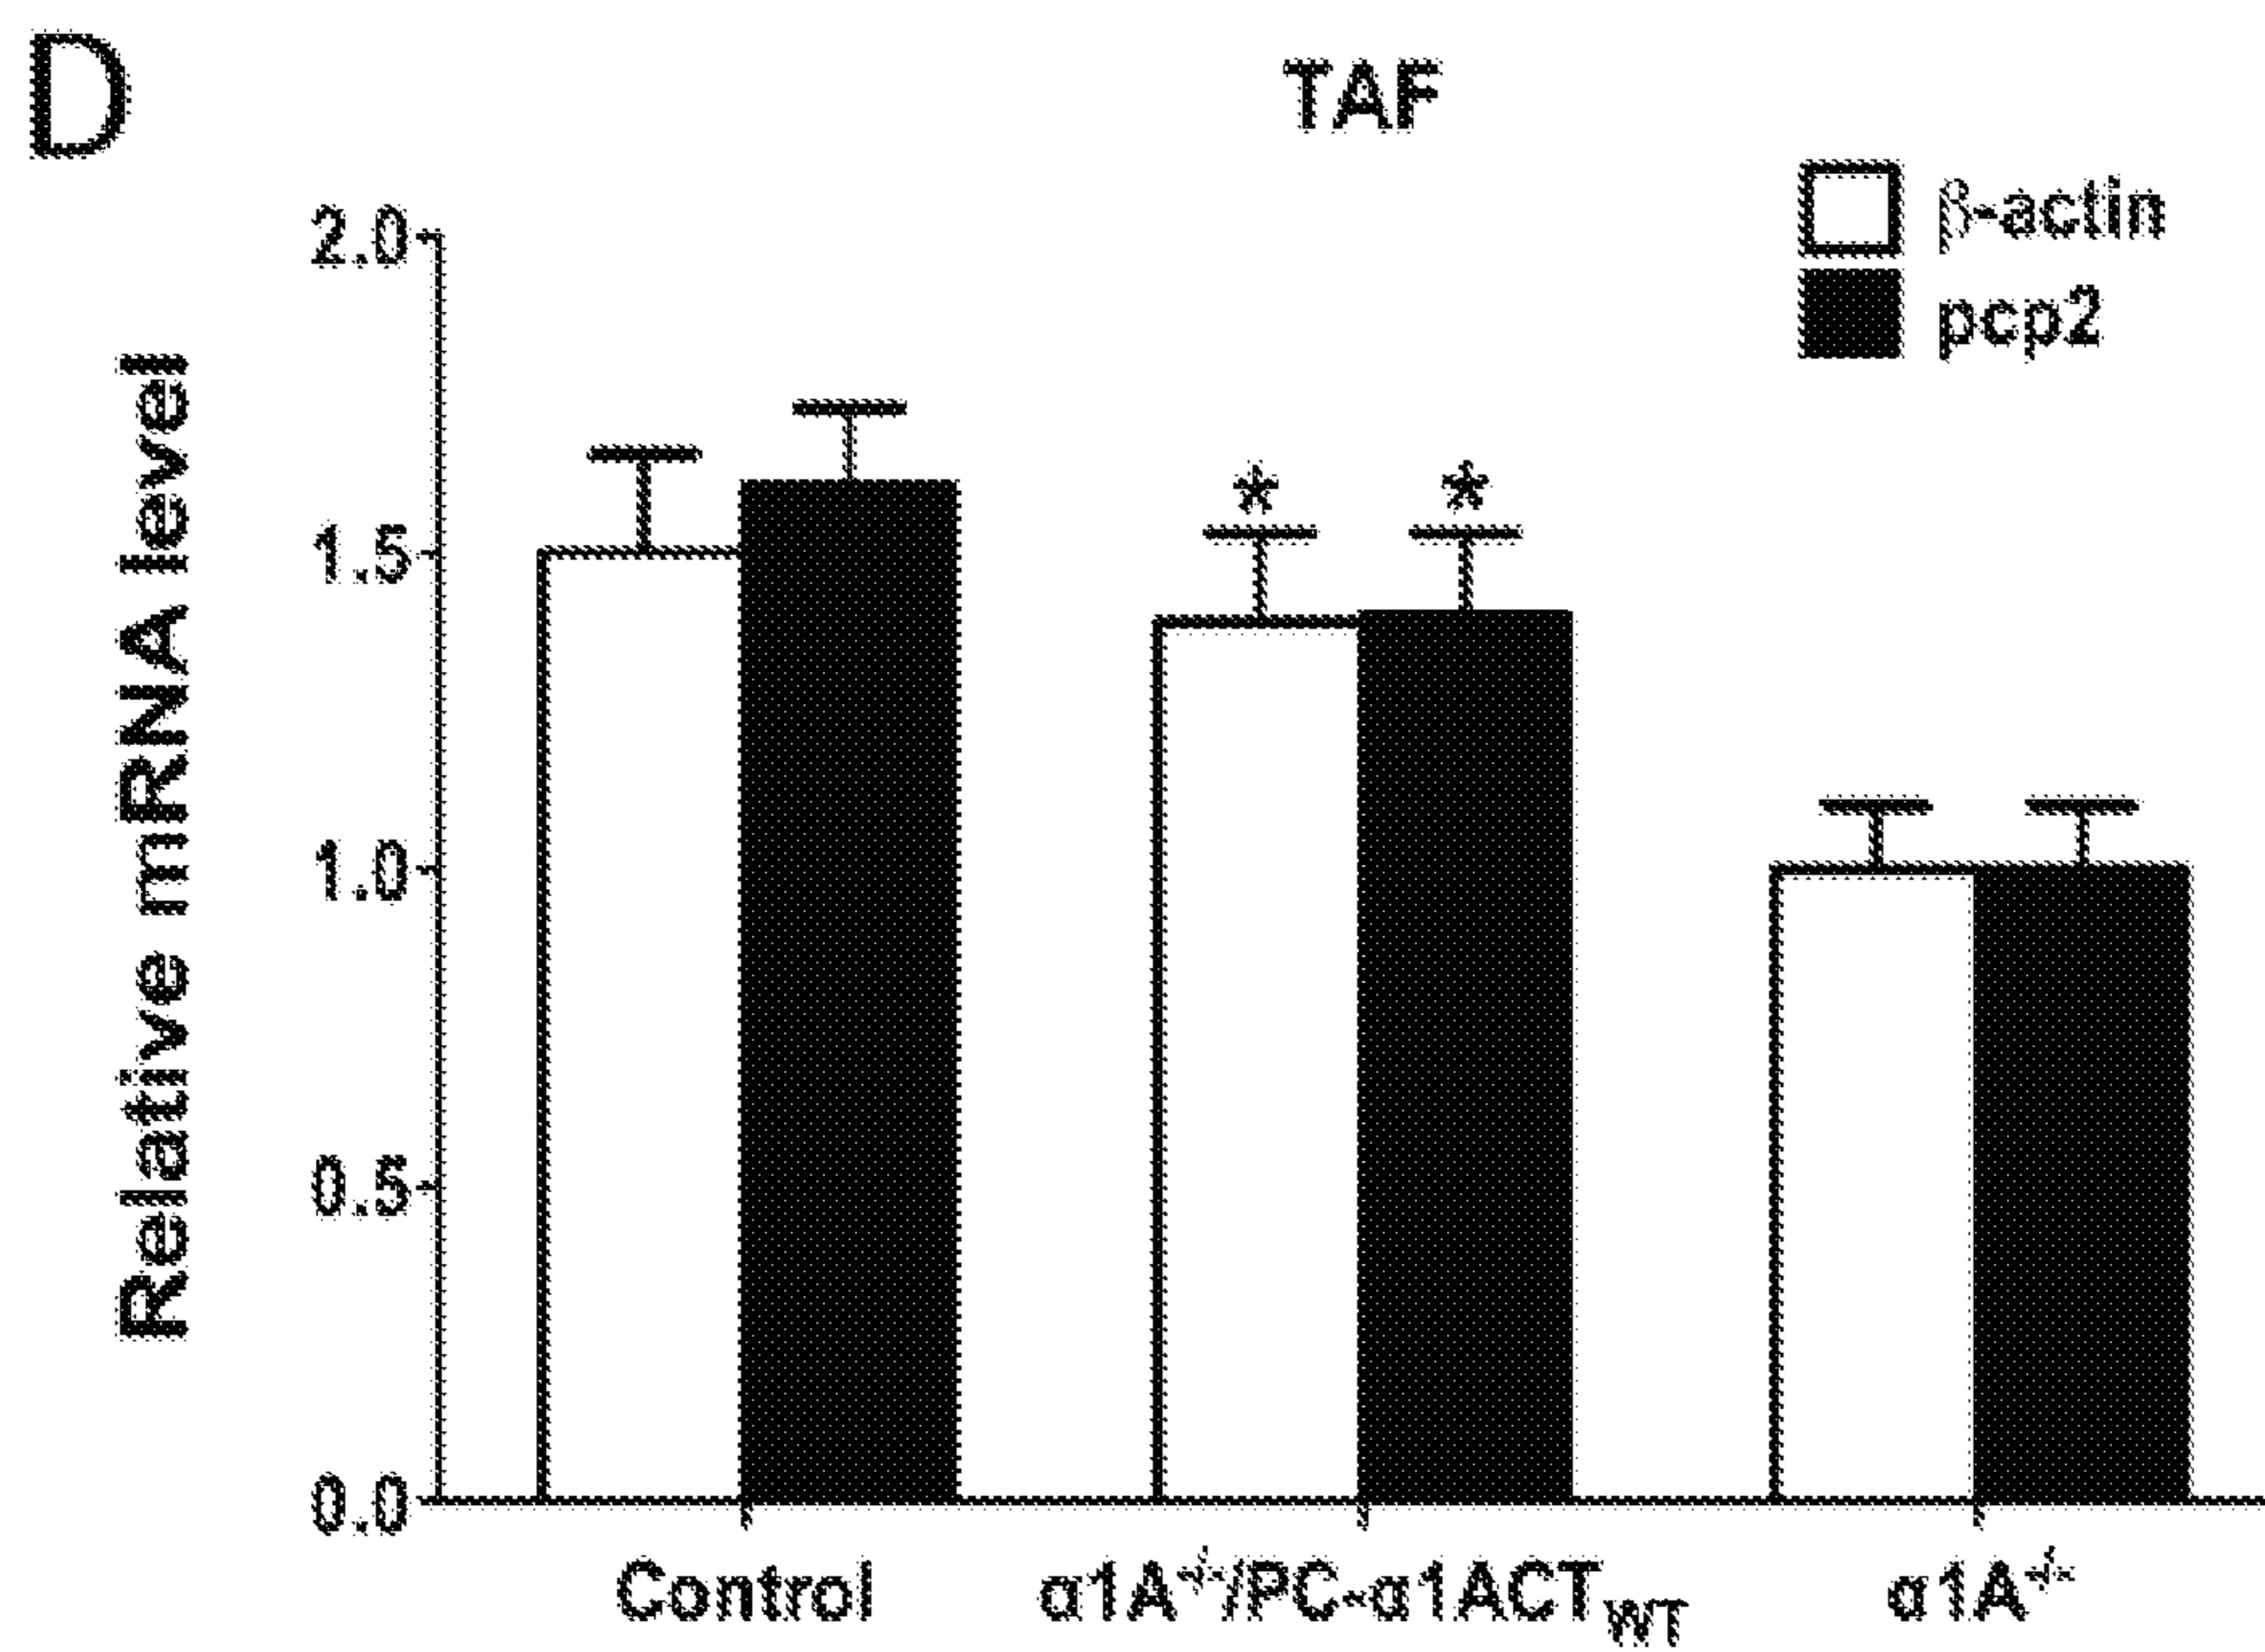 D
TAF
β-actin
pcp2
Relative mRNA level
2.0
1.5
1.0
0.5
0.0
* *
Control α1A-/-/PC-α1ACTWT α1A-/-